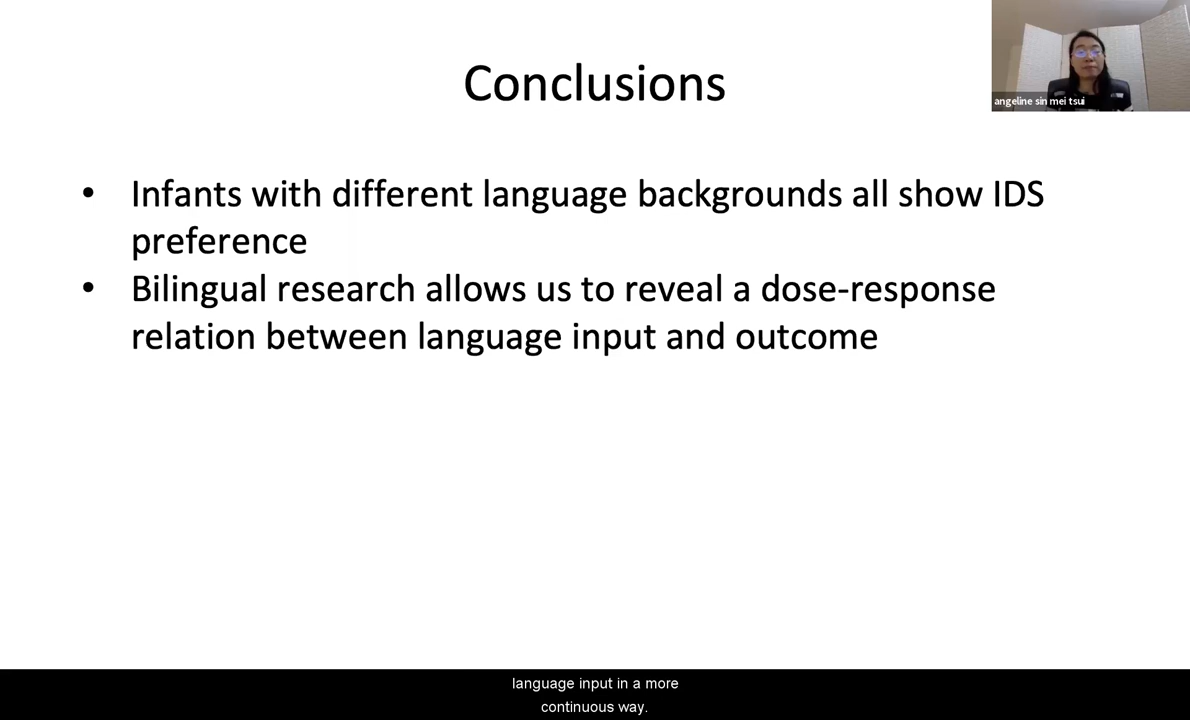 Conclusions
angeline sin mei tsui
• Infants with different language backgrounds all show IDS
preference
• Bilingual research allows us to reveal a dose-response
relation between language input and outcome
language input in a more
continuous way.